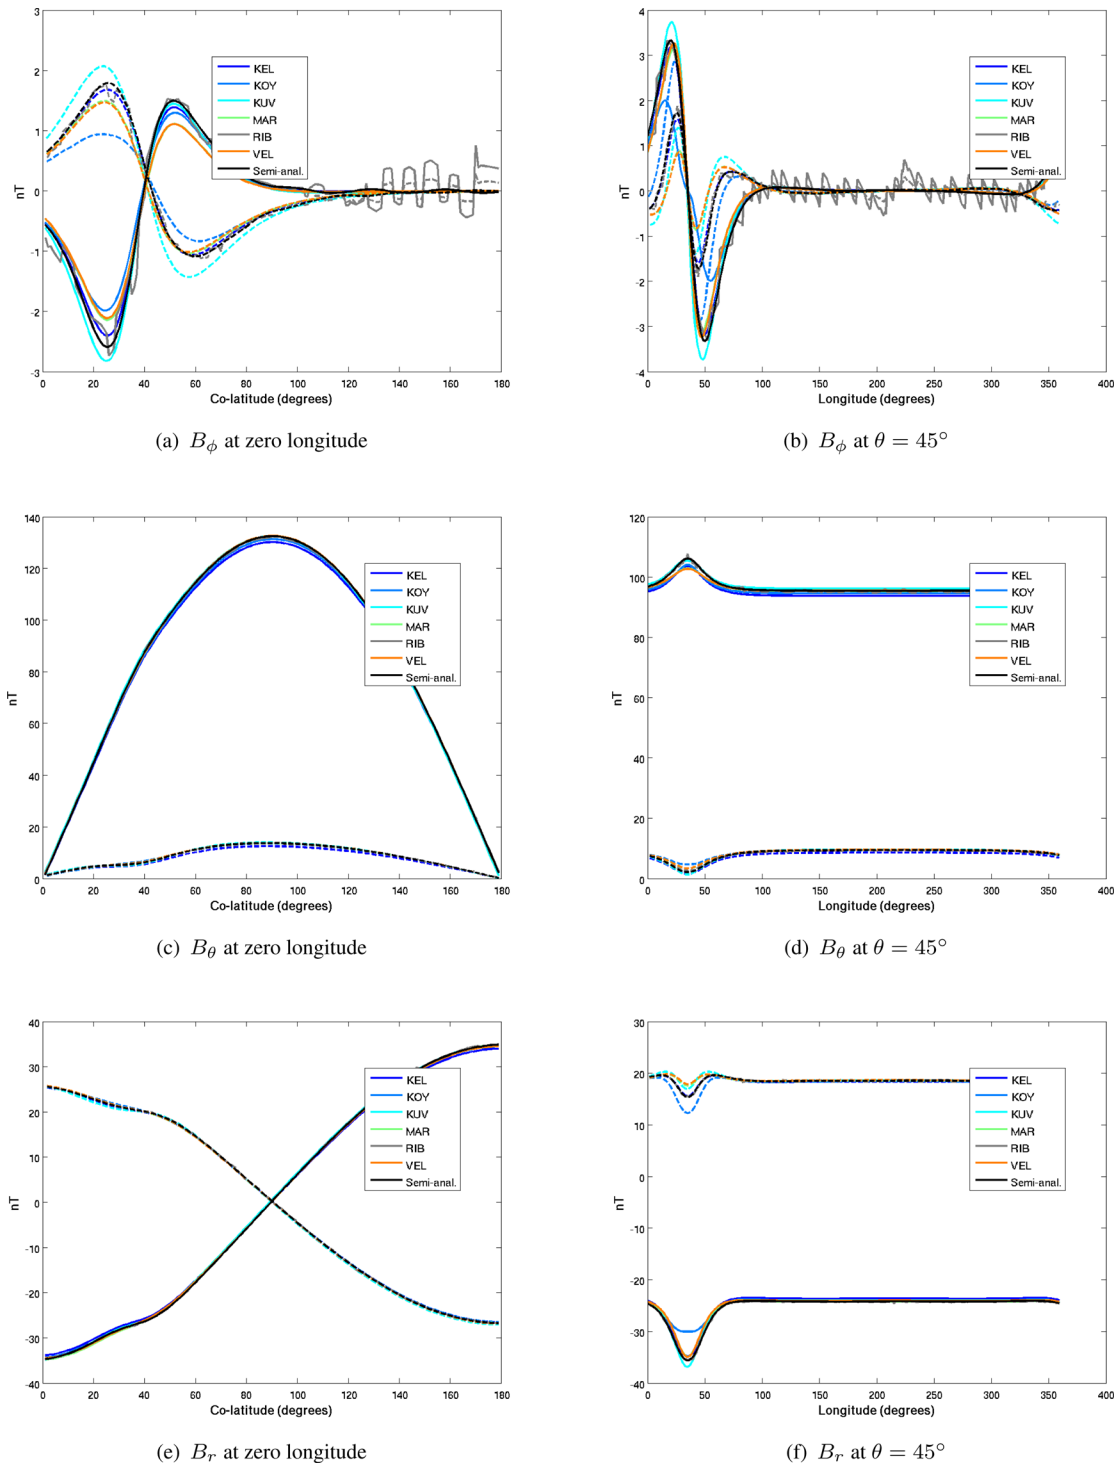 3
2
1
0
-1
-2
-3
nT
0 20 40 60 80 100 120 140 160 180
Co-latitude (degrees)
KEL
KOY
KUV
MAR
RIB
VEL
Semi-anal.
(a) Bϕ at zero longitude
4
3
2
1
0
-1
-2
-3
-4
nT
0 50 100 150 200 250 300 350 400
Longitude (degrees)
KEL
KOY
KUV
MAR
RIB
VEL
Semi-anal.
(b) Bϕ at θ = 45°
140
120
100
80
60
40
20
0
nT
0 20 40 60 80 100 120 140 160 180
Co-latitude (degrees)
KEL
KOY
KUV
MAR
RIB
VEL
Semi-anal.
(c) Bθ at zero longitude
120
100
80
60
40
20
0
nT
0 50 100 150 200 250 300 350 400
Longitude (degrees)
KEL
KOY
KUV
MAR
RIB
VEL
Semi-anal.
(d) Bθ at θ = 45°
40
30
20
10
0
-10
-20
-30
-40
nT
0 20 40 60 80 100 120 140 160 180
Co-latitude (degrees)
KEL
KOY
KUV
MAR
RIB
VEL
Semi-anal.
(e) Br at zero longitude
30
20
10
0
-10
-20
-30
-40
nT
0 50 100 150 200 250 300 350 400
Longitude (degrees)
KEL
KOY
KUV
MAR
RIB
VEL
Semi-anal.
(f) Br at θ = 45°